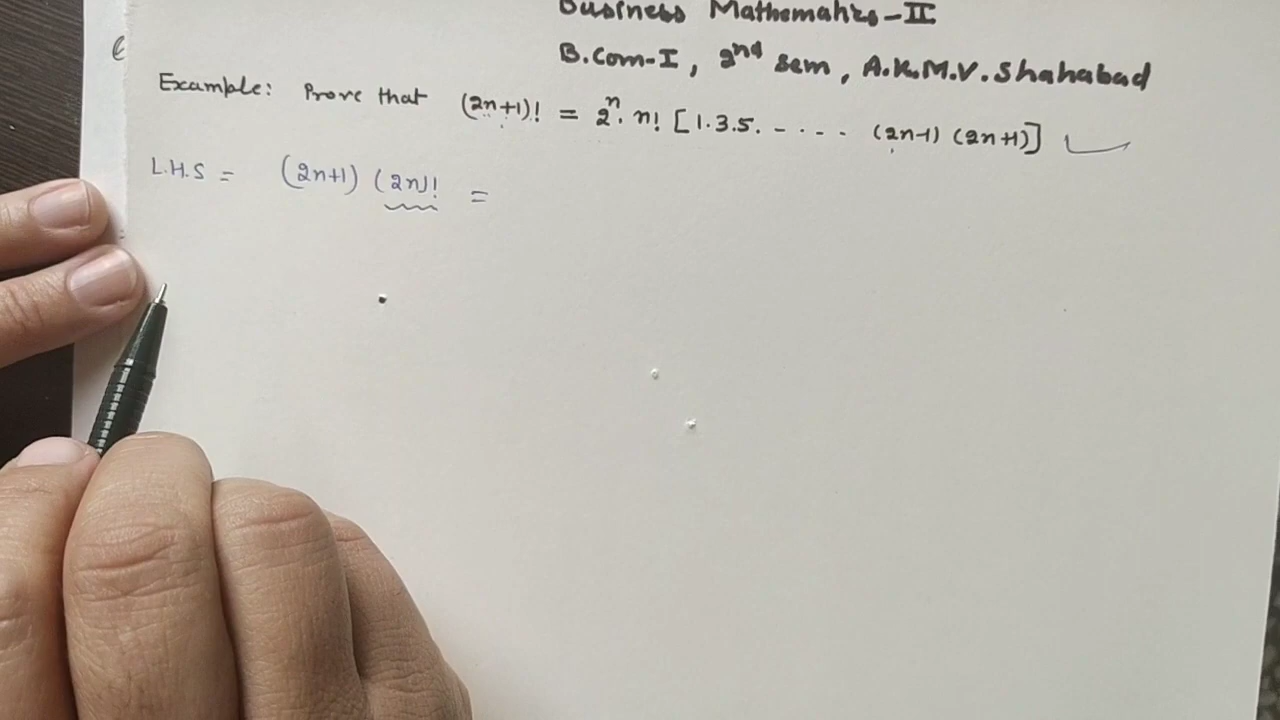 Business Mathematics-II
B.Com-I, 2nd sem, A.K.M.V. Shahabad
Example: Prove that (2n+1)! = 2^n. n! [1.3.5. - - - - (2n-1) (2n+1)]
L.H.S = (2n+1) (2n)! =